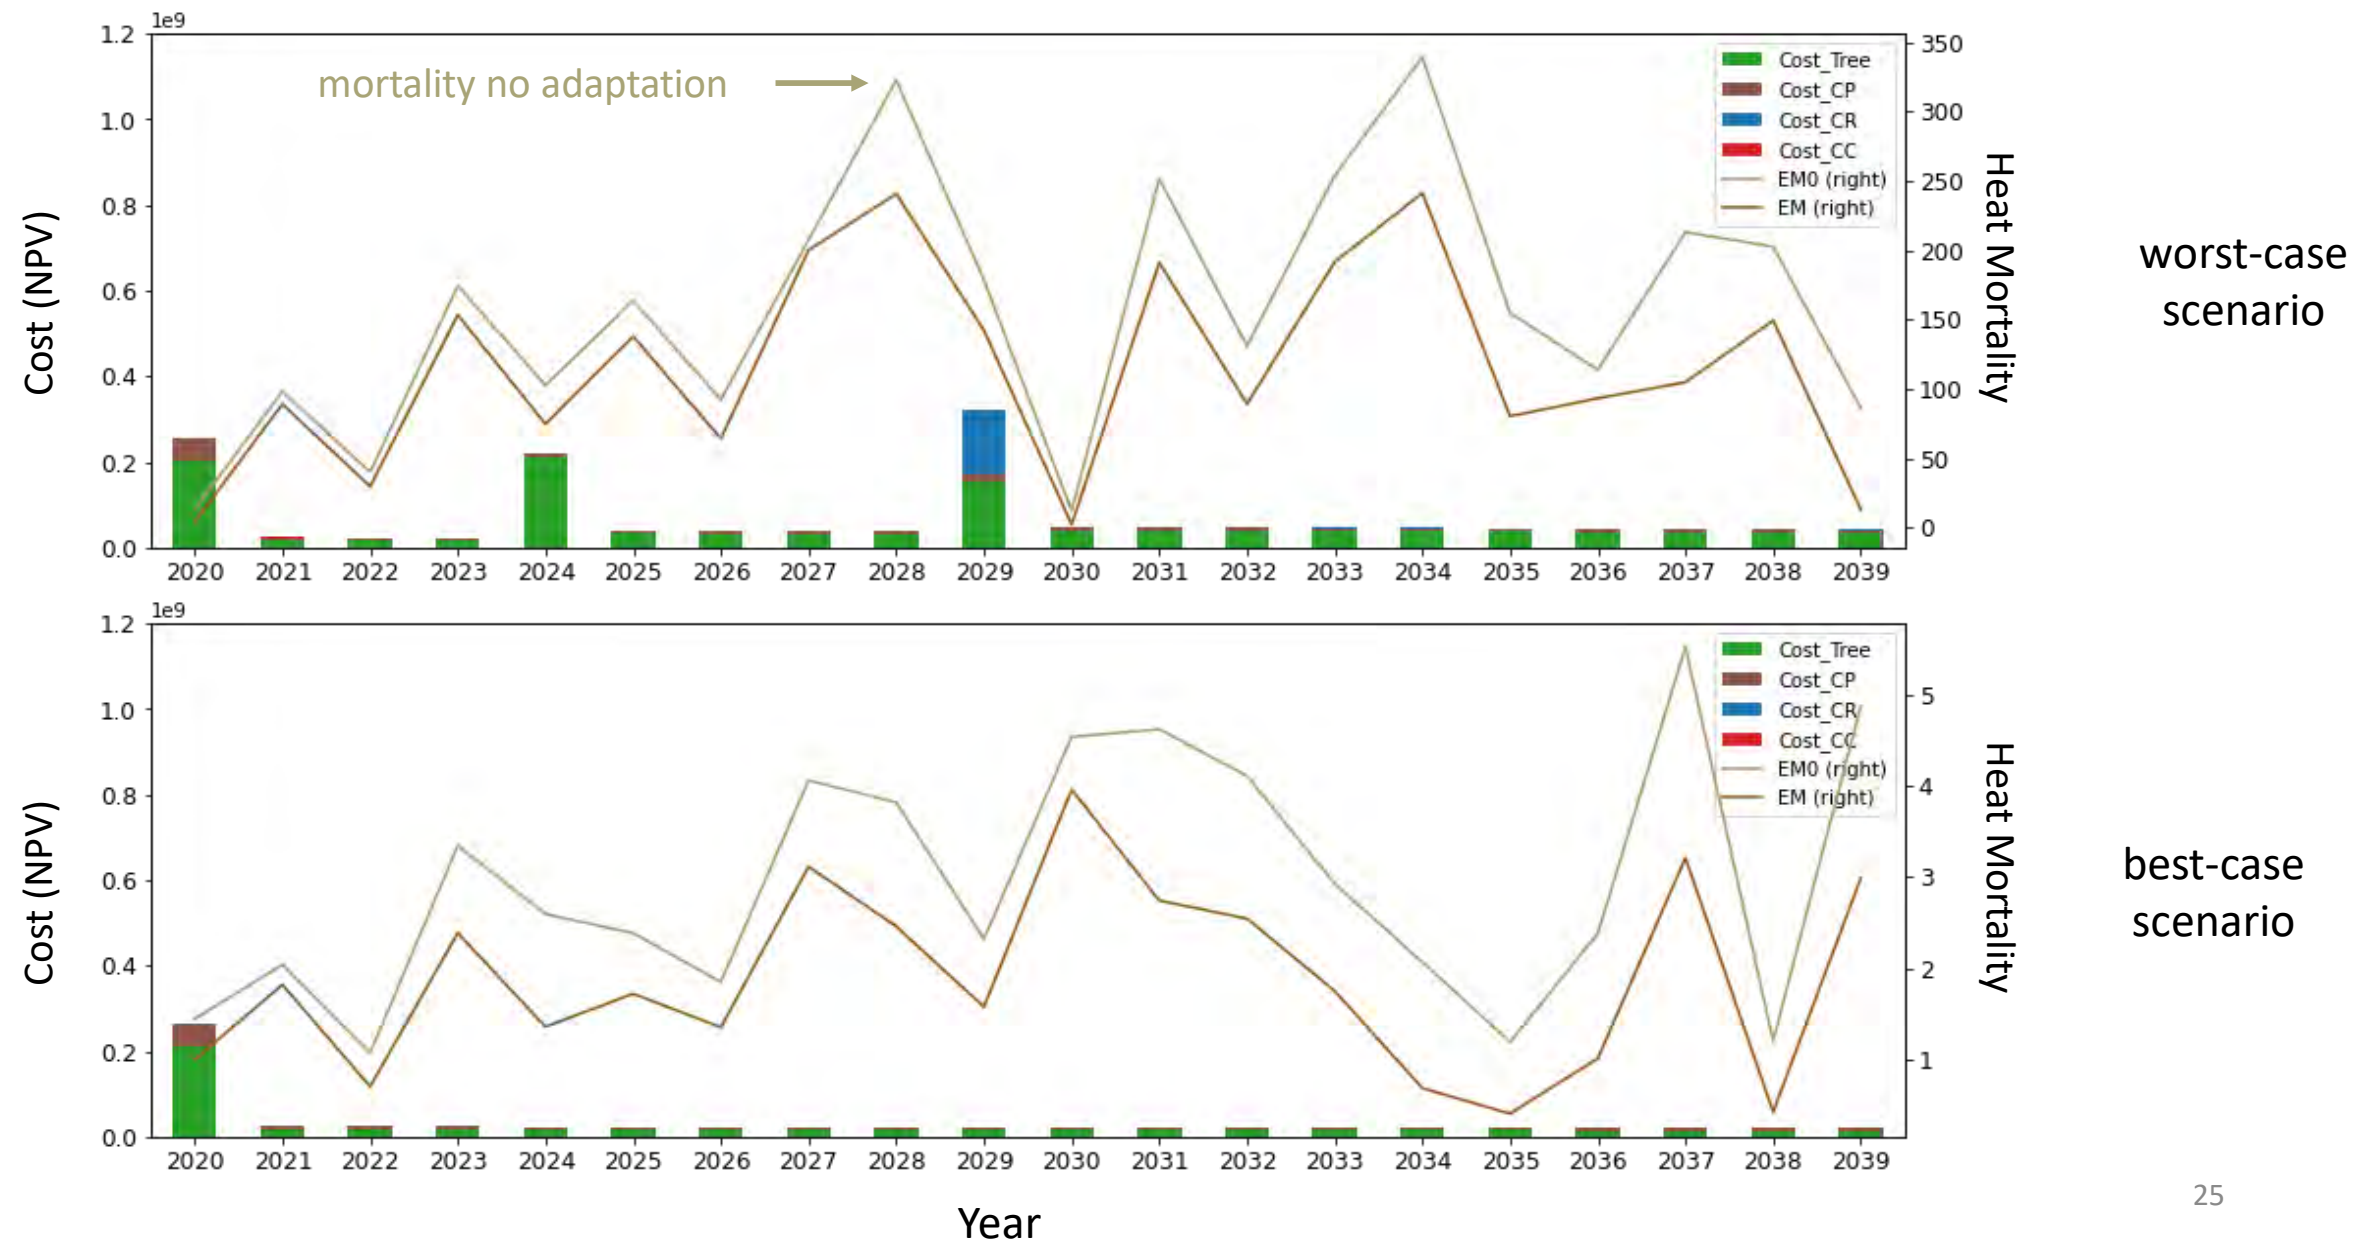 1e9
1.2
1.0
0.8
0.6
0.4
0.2
0.0
Cost (NPV)
mortality no adaptation
Cost_Tree
Cost_CP
Cost_CR
Cost_CC
EM0 (right)
EM (right)
350
300
250
200
150
100
50
0
Heat Mortality
worst-case
scenario
2020 2021 2022 2023 2024 2025 2026 2027 2028 2029 2030 2031 2032 2033 2034 2035 2036 2037 2038 2039
1e9
1.2
1.0
0.8
0.6
0.4
0.2
0.0
Cost (NPV)
Cost_Tree
Cost_CP
Cost_CR
Cost_CC
EM0 (right)
EM (right)
5
4
3
2
1
Heat Mortality
best-case
scenario
2020 2021 2022 2023 2024 2025 2026 2027 2028 2029 2030 2031 2032 2033 2034 2035 2036 2037 2038 2039
Year
25